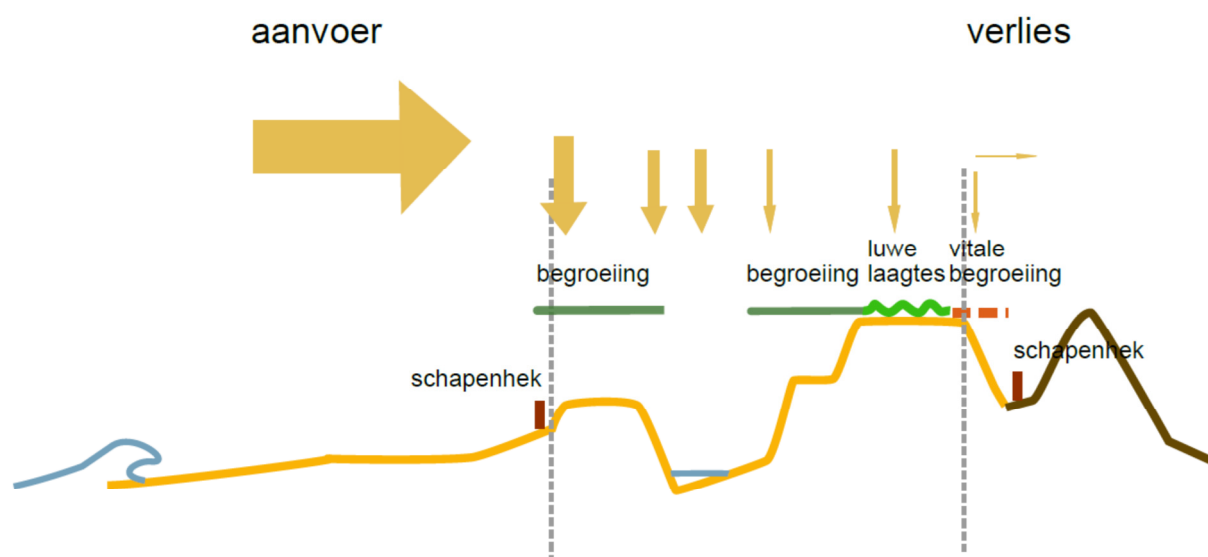 aanvoer
verlies
begroeiing
begroeiing
luwe
laagtes
vitale
begroeiing
schapenhek
schapenhek